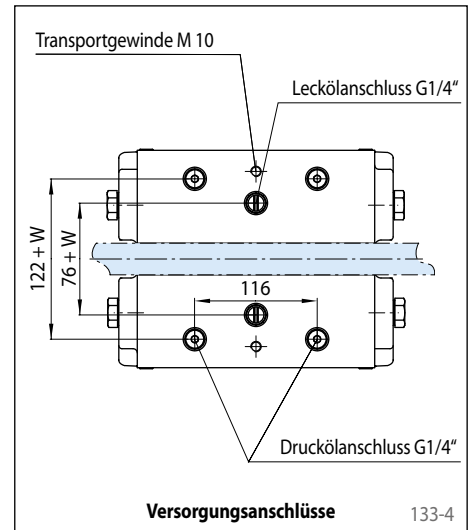 Transportgewinde M 10
Leckölanschluss G1/4“
122 + W
76 + W
116
Druckölanschluss G1/4“
Versorgungsanschlüsse
133-4